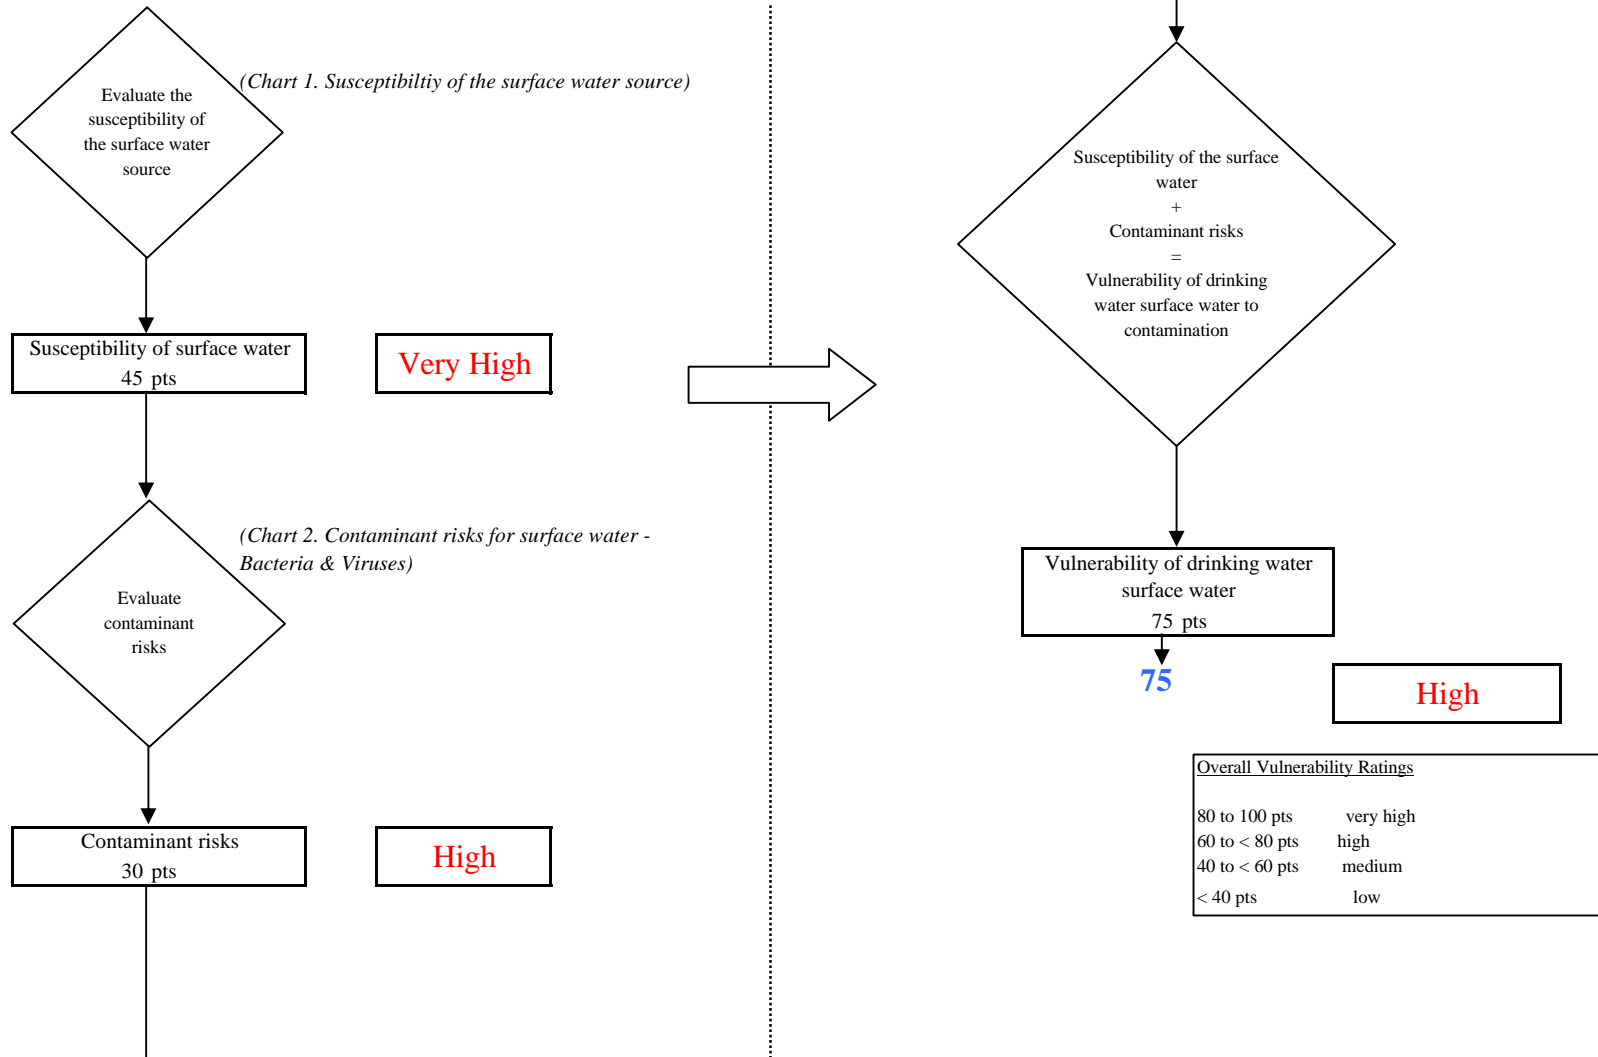 Evaluate the
susceptibility of
the surface water
source
(Chart 1. Susceptibiltiy of the surface water source)
Susceptibility of surface water
45 pts
Very High
(Chart 2. Contaminant risks for surface water -
Bacteria & Viruses)
Evaluate
contaminant
risks
Contaminant risks
30 pts
High
Susceptibility of the surface
water
+
Contaminant risks
=
Vulnerability of drinking
water surface water to
contamination
Vulnerability of drinking water
surface water
75 pts
75
High
Overall Vulnerability Ratings
80 to 100 pts very high
60 to < 80 pts high
40 to < 60 pts medium
< 40 pts low